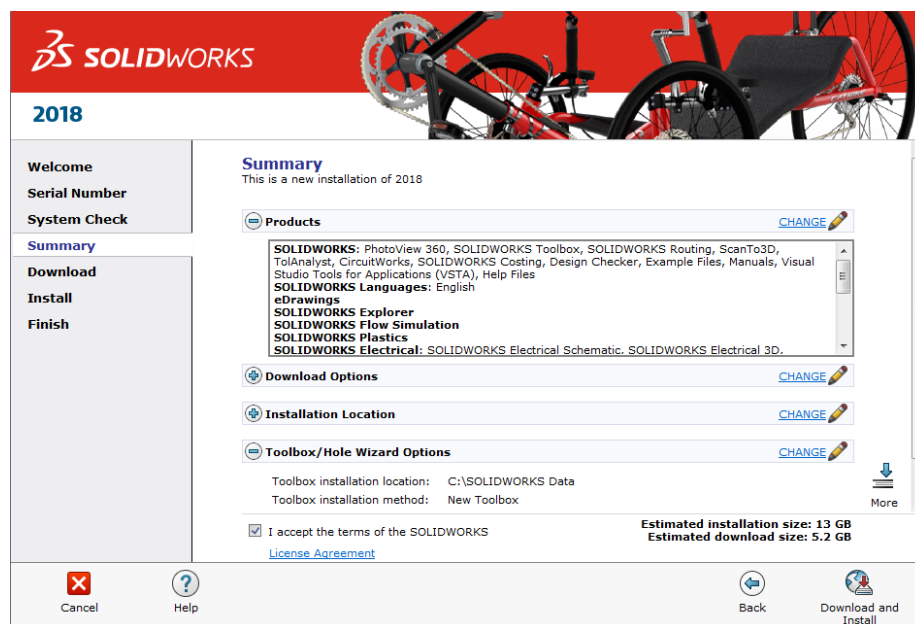 SOLIDWORKS
2018
Welcome
Serial Number
System Check
Summary
Download
Install
Finish
Summary
This is a new installation of 2018
Products
CHANGE
SOLIDWORKS: PhotoView 360, SOLIDWORKS Toolbox, SOLIDWORKS Routing, ScanTo3D,
TolAnalyst, CircuitWorks, SOLIDWORKS Costing, Design Checker, Example Files, Manuals, Visual
Studio Tools for Applications (VSTA), Help Files
SOLIDWORKS Languages: English
eDrawings
SOLIDWORKS Explorer
SOLIDWORKS Flow Simulation
SOLIDWORKS Plastics
SOLIDWORKS Electrical: SOLIDWORKS Electrical Schematic. SOLIDWORKS Electrical 3D.
Download Options
CHANGE
Installation Location
CHANGE
Toolbox/Hole Wizard Options
CHANGE
Toolbox installation location: C:\SOLIDWORKS Data
Toolbox installation method: New Toolbox
More
I accept the terms of the SOLIDWORKS
License Agreement
Estimated installation size: 13 GB
Estimated download size: 5.2 GB
Cancel
Help
Back
Download and
Install